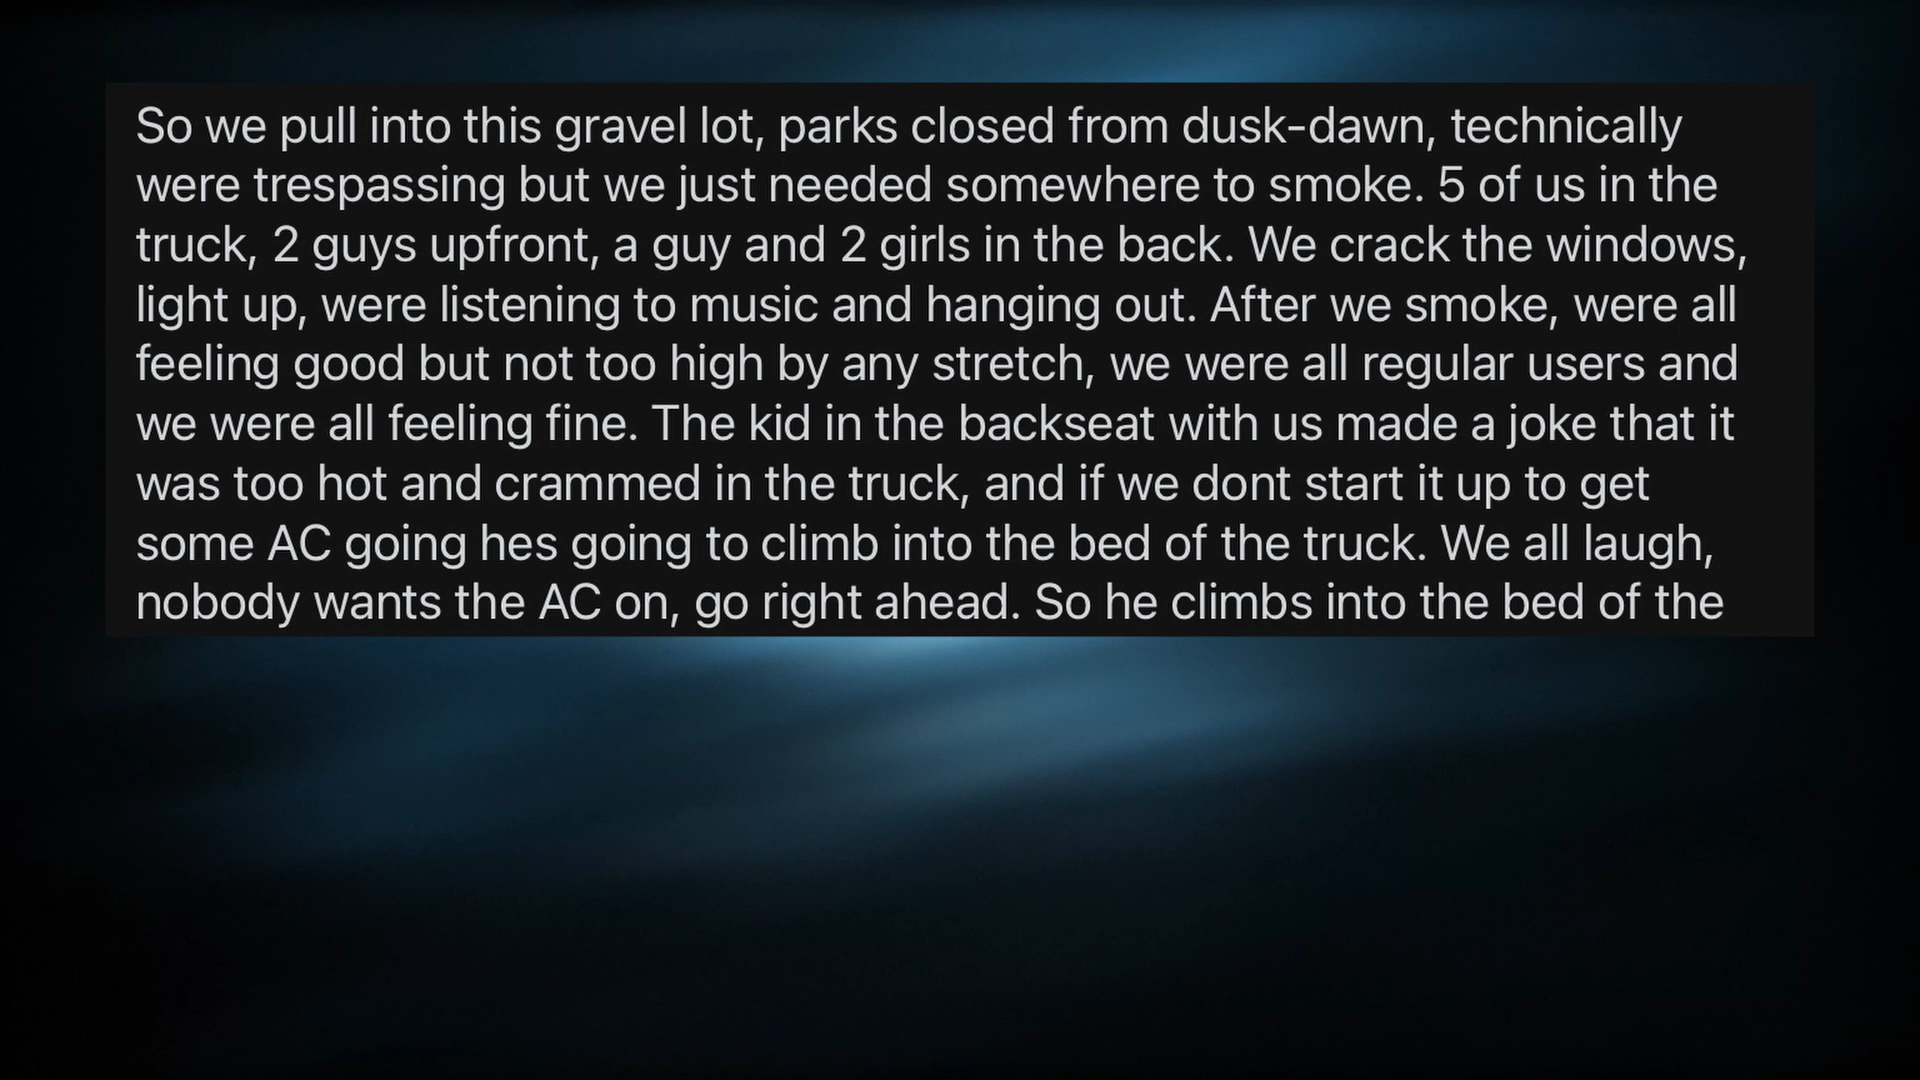 So we pull into this gravel lot, parks closed from dusk-dawn, technically
were trespassing but we just needed somewhere to smoke. 5 of us in the
truck, 2 guys upfront, a guy and 2 girls in the back. We crack the windows,
light up, were listening to music and hanging out. After we smoke, were all
feeling good but not too high by any stretch, we were all regular users and
we were all feeling fine. The kid in the backseat with us made a joke that it
was too hot and crammed in the truck, and if we dont start it up to get
some AC going hes going to climb into the bed of the truck. We all laugh,
nobody wants the AC on, go right ahead. So he climbs into the bed of the